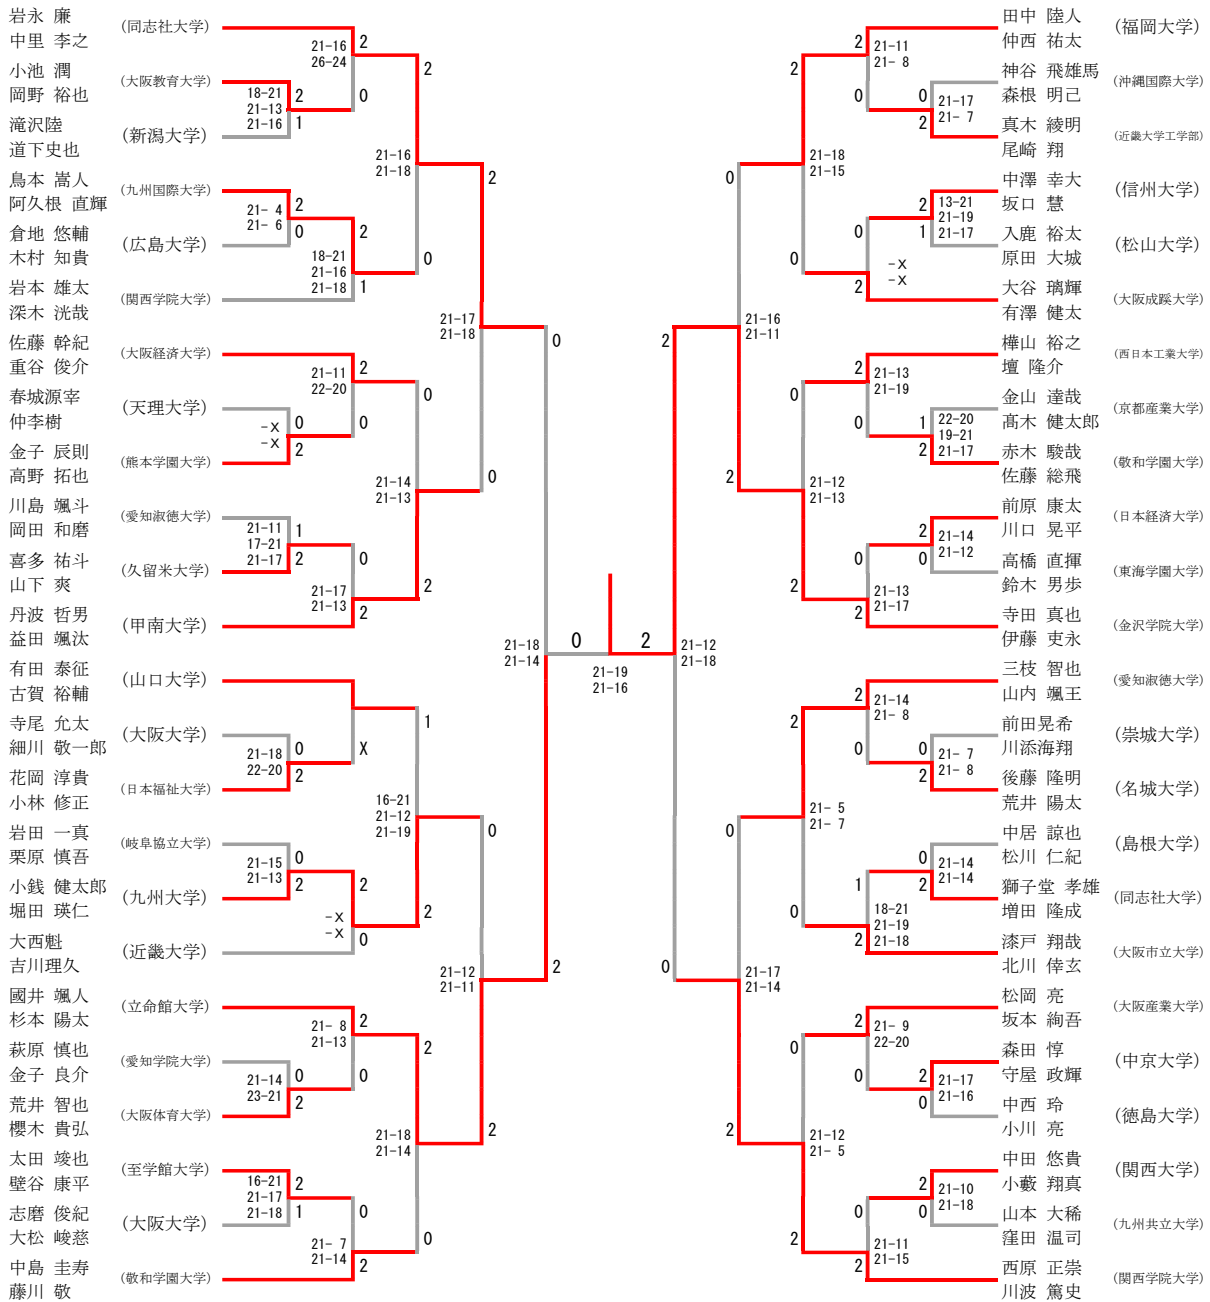 岩永 廉
中里 李之
(同志社大学)
小池 潤
岡野 裕也
(大阪教育大学)
滝沢陸
道下史也
(新潟大学)
鳥本 嵩人
阿久根 直輝
(九州国際大学)
倉地 悠輔
木村 知貴
(広島大学)
岩本 雄太
深木 洸哉
(関西学院大学)
佐藤 幹紀
重谷 俊介
(大阪経済大学)
春城源宰
仲李樹
(天理大学)
金子 辰則
高野 拓也
(熊本学園大学)
川島 颯斗
岡田 和磨
(愛知淑徳大学)
喜多 祐斗
山下 爽
(久留米大学)
丹波 哲男
益田 颯汰
(甲南大学)
有田 泰征
古賀 裕輔
(山口大学)
寺尾 允太
細川 敬一郎
(大阪大学)
花岡 淳貴
小林 修正
(日本福祉大学)
岩田 一真
栗原 慎吾
(岐阜協立大学)
小銭 健太郎
堀田 瑛仁
(九州大学)
大西魁
吉川理久
(近畿大学)
國井 颯人
杉本 陽太
(立命館大学)
萩原 慎也
金子 良介
(愛知学院大学)
荒井 智也
櫻木 貴弘
(大阪体育大学)
太田 竣也
壁谷 康平
(至学館大学)
志磨 俊紀
大松 峻慈
(大阪大学)
中島 圭寿
藤川 敬
(敬和学園大学)
18-21
21-13
21-16
2
1
21- 4
21- 6
2
0
-X
-X
0
2
21-11
17-21
21-17
1
2
21-18
22-20
0
2
21-15
21-13
0
2
21-14
23-21
0
2
16-21
21-17
21-18
2
1
21-16
26-24
2
0
18-21
21-16
21-18
2
1
21-11
22-20
2
0
21-17
21-13
0
2
X
-X
-X
2
0
21- 8
21-13
2
0
21- 7
21-14
0
2
21-16
21-18
2
0
21-14
21-13
0
2
16-21
21-12
21-19
1
2
21-18
21-14
2
0
21-17
21-18
2
0
21-12
21-11
0
2
21-18
21-14
0
2
0
2
21-19
21-16
21-12
21-18
2
0
21-16
21-11
0
2
21-17
21-14
0
2
21-18
21-15
2
0
21-12
21-13
0
2
21- 5
21- 7
2
0
21-12
21- 5
0
2
21-11
21- 8
2
0
-X
-X
0
2
21-13
21-19
2
0
21-13
21-17
0
2
21-14
21- 8
2
0
18-21
21-19
21-18
1
2
21- 9
22-20
2
0
21-11
21-15
0
2
21-17
21- 7
0
2
13-21
21-19
21-17
2
1
22-20
19-21
21-17
1
2
21-14
21-12
2
0
21- 7
21- 8
0
2
21-14
21-14
0
2
21-17
21-16
2
0
21-10
21-18
2
0
田中 陸人
仲西 祐太
(福岡大学)
神谷 飛雄馬
森根 明己
(沖縄国際大学)
真木 綾明
尾崎 翔
(近畿大学工学部)
中澤 幸大
坂口 慧
(信州大学)
入鹿 裕太
原田 大城
(松山大学)
大谷 璃輝
有澤 健太
(大阪成蹊大学)
樺山 裕之
壇 隆介
(西日本工業大学)
金山 達哉
髙木 健太郎
(京都産業大学)
赤木 駿哉
佐藤 総飛
(敬和学園大学)
前原 康太
川口 晃平
(日本経済大学)
高橋 直揮
鈴木 男歩
(東海学園大学)
寺田 真也
伊藤 吏永
(金沢学院大学)
三枝 智也
山内 颯王
(愛知淑徳大学)
前田晃希
川添海翔
(崇城大学)
後藤 隆明
荒井 陽太
(名城大学)
中居 諒也
松川 仁紀
(島根大学)
獅子堂 孝雄
増田 隆成
(同志社大学)
漆戸 翔哉
北川 倖玄
(大阪市立大学)
松岡 亮
坂本 絢吾
(大阪産業大学)
森田 惇
守屋 政輝
(中京大学)
中西 玲
小川 亮
(徳島大学)
中田 悠貴
小藪 翔真
(関西大学)
山本 大稀
窪田 温司
(九州共立大学)
西原 正崇
川波 篤史
(関西学院大学)